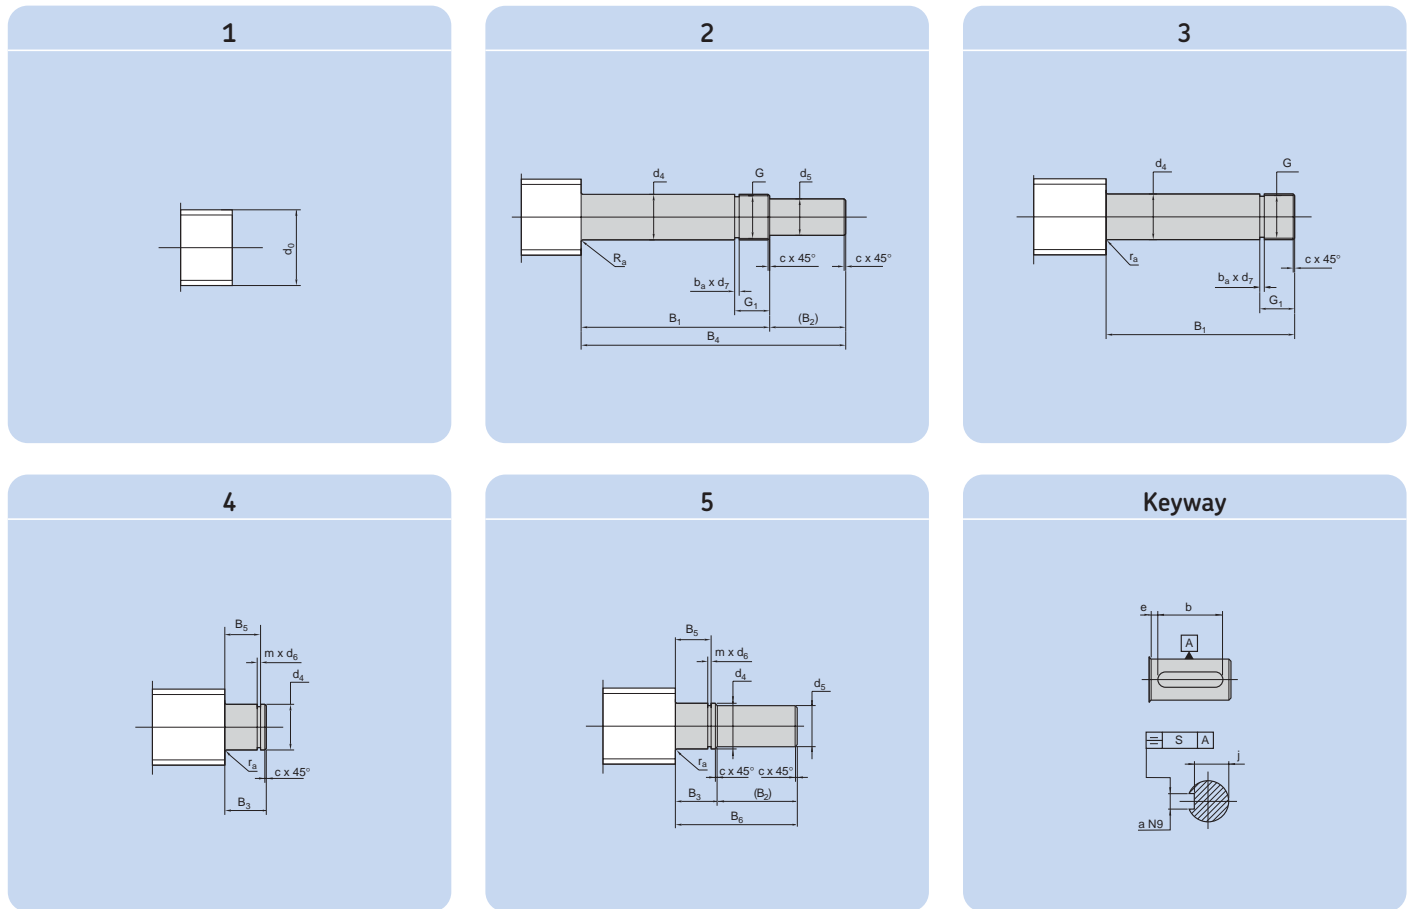 1
d₀
2
d₄ G d₅
Rₐ
c x 45° c x 45°
bₐ x d₇
G₁
B₁ (B₂)
B₄
3
d₄ G
rₐ
c x 45°
bₐ x d₇
G₁
B₁
4
B₅
m x d₆
d₄
rₐ
c x 45°
B₃
5
B₅
m x d₆
d₄ d₅
rₐ
c x 45° c x 45°
B₃ (B₂)
B₆
Keyway
e b
A
= S A
j
a N9